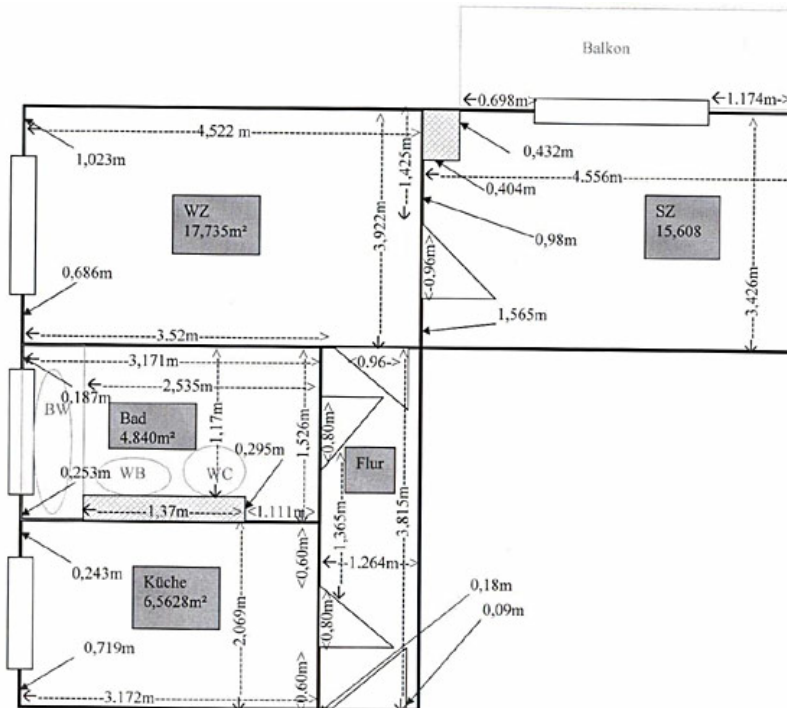 Balkon
0.698m
1.174m
4,522 m
1,023m
1,425m
0,432m
0,404m
4.556m
WZ
17,735m²
SZ
15,608
3,922m
0,98m
0.96m
3,426m
0,686m
1,565m
3.52m
3,171m
0.96
0,187m
2,535m
BW
Bad
4.840m²
1,17m
1,526m
0,80m
0,295m
Flur
0,253m
WB
WC
1,37m
1.111m
1,365m
3.815m
1.264m
0,243m
0,60m
Küche
6,5628m²
2,069m
0,80m
0,18m
0,09m
0,719m
0,60m
3.172m